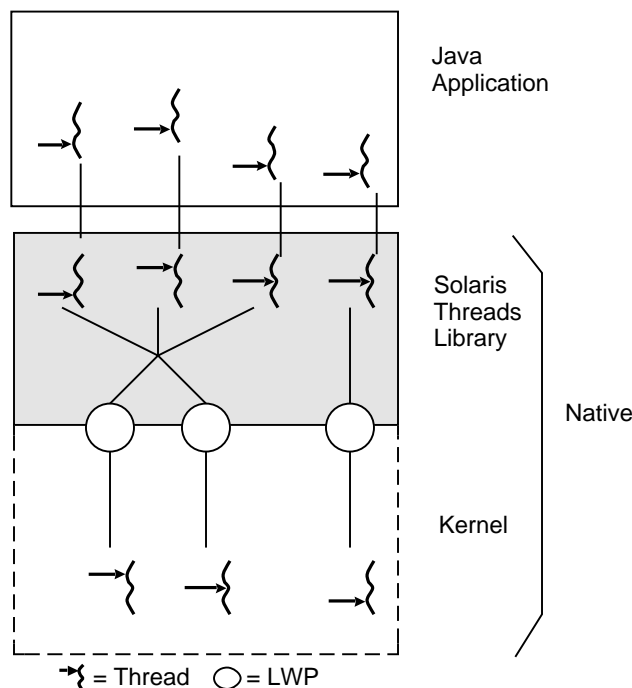 Java
Application
Solaris
Threads
Library
Native
Kernel
= Thread
= LWP